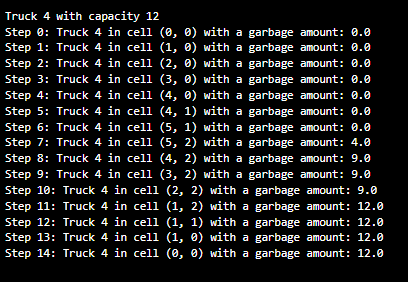 Truck 4 with capacity 12
Step 0: Truck 4 in cell (0, 0) with a garbage amount: 0.0
Step 1: Truck 4 in cell (1, 0) with a garbage amount: 0.0
Step 2: Truck 4 in cell (2, 0) with a garbage amount: 0.0
Step 3: Truck 4 in cell (3, 0) with a garbage amount: 0.0
Step 4: Truck 4 in cell (4, 0) with a garbage amount: 0.0
Step 5: Truck 4 in cell (4, 1) with a garbage amount: 0.0
Step 6: Truck 4 in cell (5, 1) with a garbage amount: 0.0
Step 7: Truck 4 in cell (5, 2) with a garbage amount: 4.0
Step 8: Truck 4 in cell (4, 2) with a garbage amount: 9.0
Step 9: Truck 4 in cell (3, 2) with a garbage amount: 9.0
Step 10: Truck 4 in cell (2, 2) with a garbage amount: 9.0
Step 11: Truck 4 in cell (1, 2) with a garbage amount: 12.0
Step 12: Truck 4 in cell (1, 1) with a garbage amount: 12.0
Step 13: Truck 4 in cell (1, 0) with a garbage amount: 12.0
Step 14: Truck 4 in cell (0, 0) with a garbage amount: 12.0